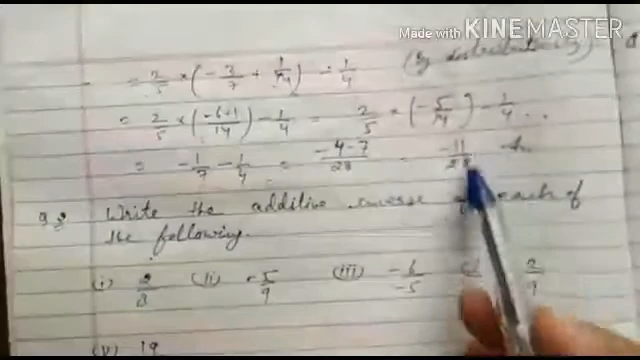 Made with KINEMASTER
= 2/5 × (-3/7 + 1/14) - 1/4 (By distributivity)
= 2/5 × (-6+1/14) - 1/4 = 2/5 × (-5/14) - 1/4 ..
= -1/7 - 1/4 = -4-7/28 = -11/28
Write the additive inverse of each of
the following.
(i) 2/8 (ii) -5/9 (iii) -6/-5 2/9
(v) 19